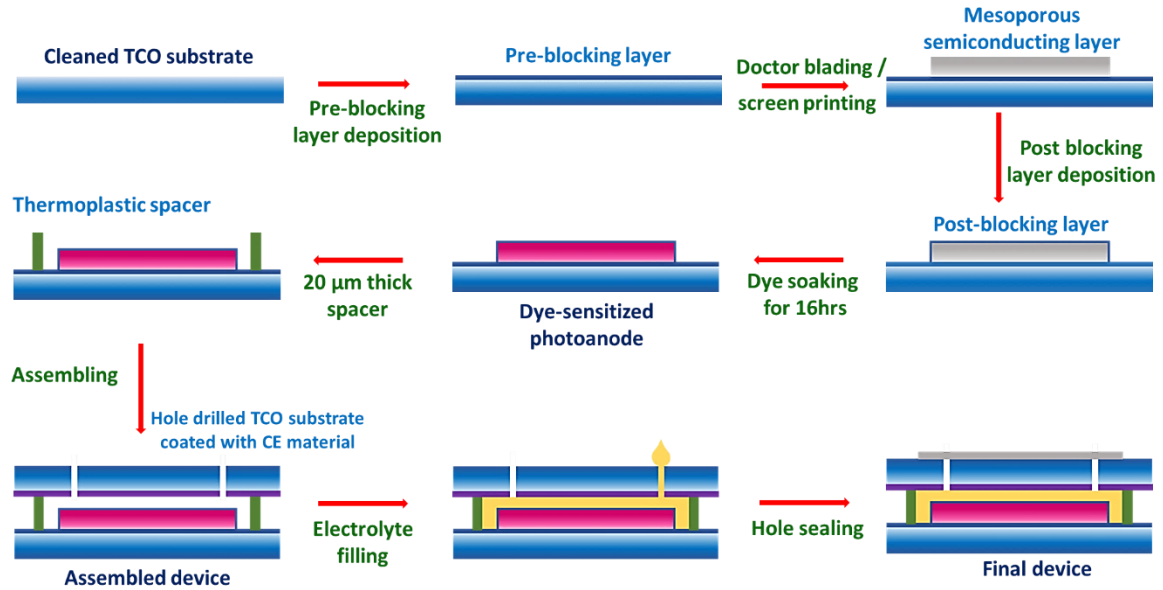 Cleaned TCO substrate
Pre-blocking
layer deposition
Pre-blocking layer
Doctor blading /
screen printing
Mesoporous
semiconducting layer
Post blocking
layer deposition
Post-blocking layer
Dye soaking
for 16hrs
Dye-sensitized
photoanode
20 µm thick
spacer
Thermoplastic spacer
Assembling
Hole drilled TCO substrate
coated with CE material
Assembled device
Electrolyte
filling
Hole sealing
Final device